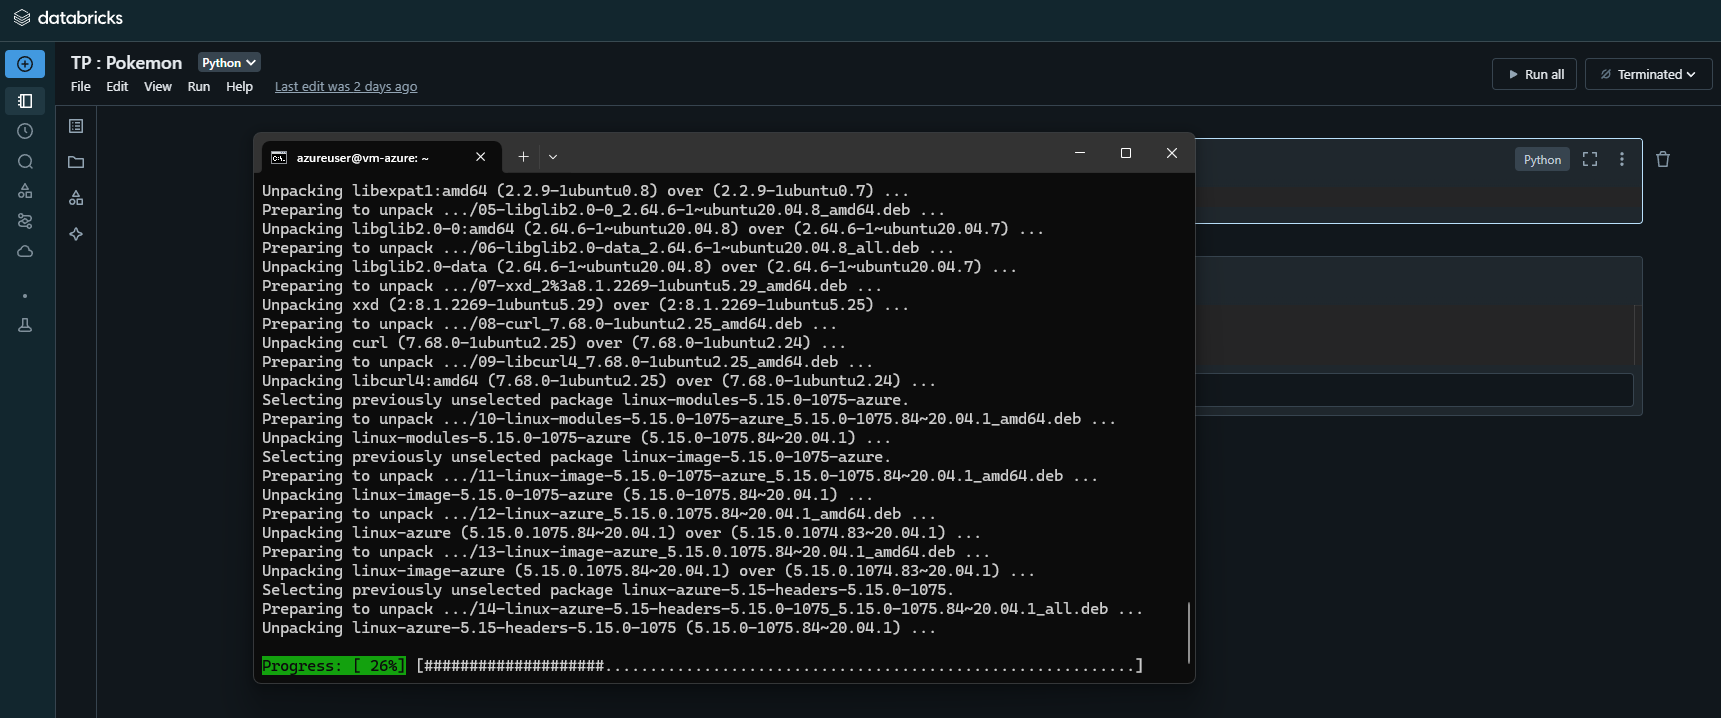 databricks
TP : Pokemon Python
File Edit View Run Help Last edit was 2 days ago
Run all Terminated
azureuser@vm-azure: ~
Python
Unpacking libexpat1:amd64 (2.2.9-1ubuntu0.8) over (2.2.9-1ubuntu0.7) ...
Preparing to unpack .../05-libglib2.0-0_2.64.6-1~ubuntu20.04.8_amd64.deb ...
Unpacking libglib2.0-0:amd64 (2.64.6-1~ubuntu20.04.8) over (2.64.6-1~ubuntu20.04.7) ...
Preparing to unpack .../06-libglib2.0-data_2.64.6-1~ubuntu20.04.8_all.deb ...
Unpacking libglib2.0-data (2.64.6-1~ubuntu20.04.8) over (2.64.6-1~ubuntu20.04.7) ...
Preparing to unpack .../07-xxd_2%3a8.1.2269-1ubuntu5.29_amd64.deb ...
Unpacking xxd (2:8.1.2269-1ubuntu5.29) over (2:8.1.2269-1ubuntu5.25) ...
Preparing to unpack .../08-curl_7.68.0-1ubuntu2.25_amd64.deb ...
Unpacking curl (7.68.0-1ubuntu2.25) over (7.68.0-1ubuntu2.24) ...
Preparing to unpack .../09-libcurl4_7.68.0-1ubuntu2.25_amd64.deb ...
Unpacking libcurl4:amd64 (7.68.0-1ubuntu2.25) over (7.68.0-1ubuntu2.24) ...
Selecting previously unselected package linux-modules-5.15.0-1075-azure.
Preparing to unpack .../10-linux-modules-5.15.0-1075-azure_5.15.0-1075.84~20.04.1_amd64.deb ...
Unpacking linux-modules-5.15.0-1075-azure (5.15.0-1075.84~20.04.1) ...
Selecting previously unselected package linux-image-5.15.0-1075-azure.
Preparing to unpack .../11-linux-image-5.15.0-1075-azure_5.15.0-1075.84~20.04.1_amd64.deb ...
Unpacking linux-image-5.15.0-1075-azure (5.15.0-1075.84~20.04.1) ...
Preparing to unpack .../12-linux-azure_5.15.0.1075.84~20.04.1_amd64.deb ...
Unpacking linux-azure (5.15.0.1075.84~20.04.1) over (5.15.0.1074.83~20.04.1) ...
Preparing to unpack .../13-linux-image-azure_5.15.0.1075.84~20.04.1_amd64.deb ...
Unpacking linux-image-azure (5.15.0.1075.84~20.04.1) over (5.15.0.1074.83~20.04.1) ...
Selecting previously unselected package linux-azure-5.15-headers-5.15.0-1075.
Preparing to unpack .../14-linux-azure-5.15-headers-5.15.0-1075_5.15.0-1075.84~20.04.1_all.deb ...
Unpacking linux-azure-5.15-headers-5.15.0-1075 (5.15.0-1075.84~20.04.1) ...
Progress: [ 26%] [####################...........................................................]